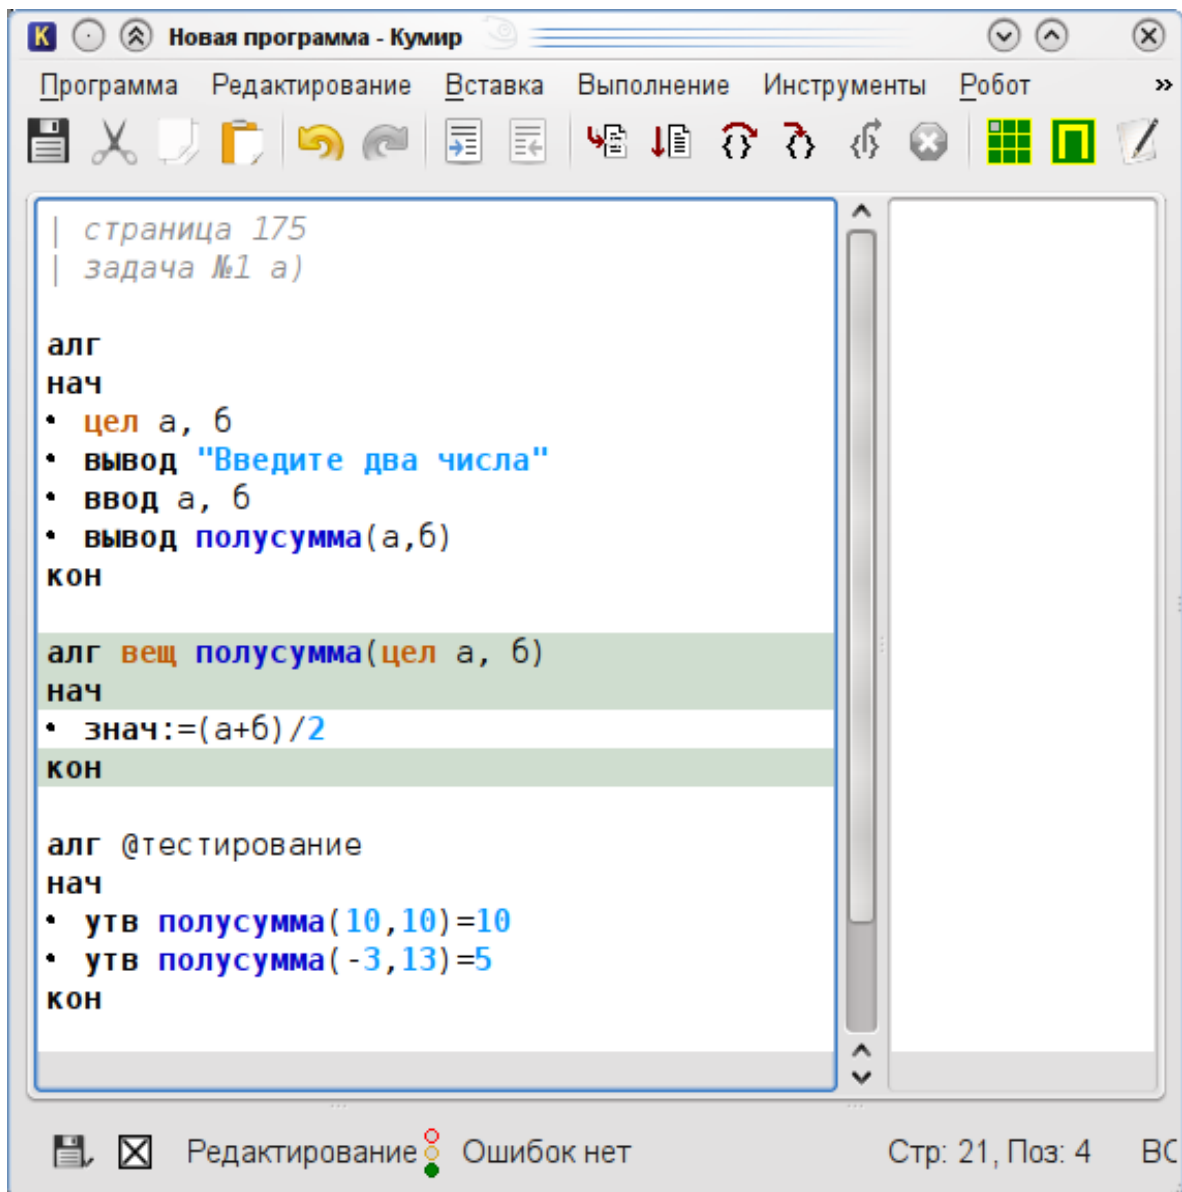 Новая программа - Кумир
Программа Редактирование Вставка Выполнение Инструменты Робот »
| страница 175
| задача №1 а)
алг
нач
• цел а, б
• вывод "Введите два числа"
• ввод а, б
• вывод полусумма(а,б)
кон
алг вещ полусумма(цел а, б)
нач
• знач:=(а+б)/2
кон
алг @тестирование
нач
• утв полусумма(10,10)=10
• утв полусумма(-3,13)=5
кон
Редактирование Ошибок нет Стр: 21, Поз: 4